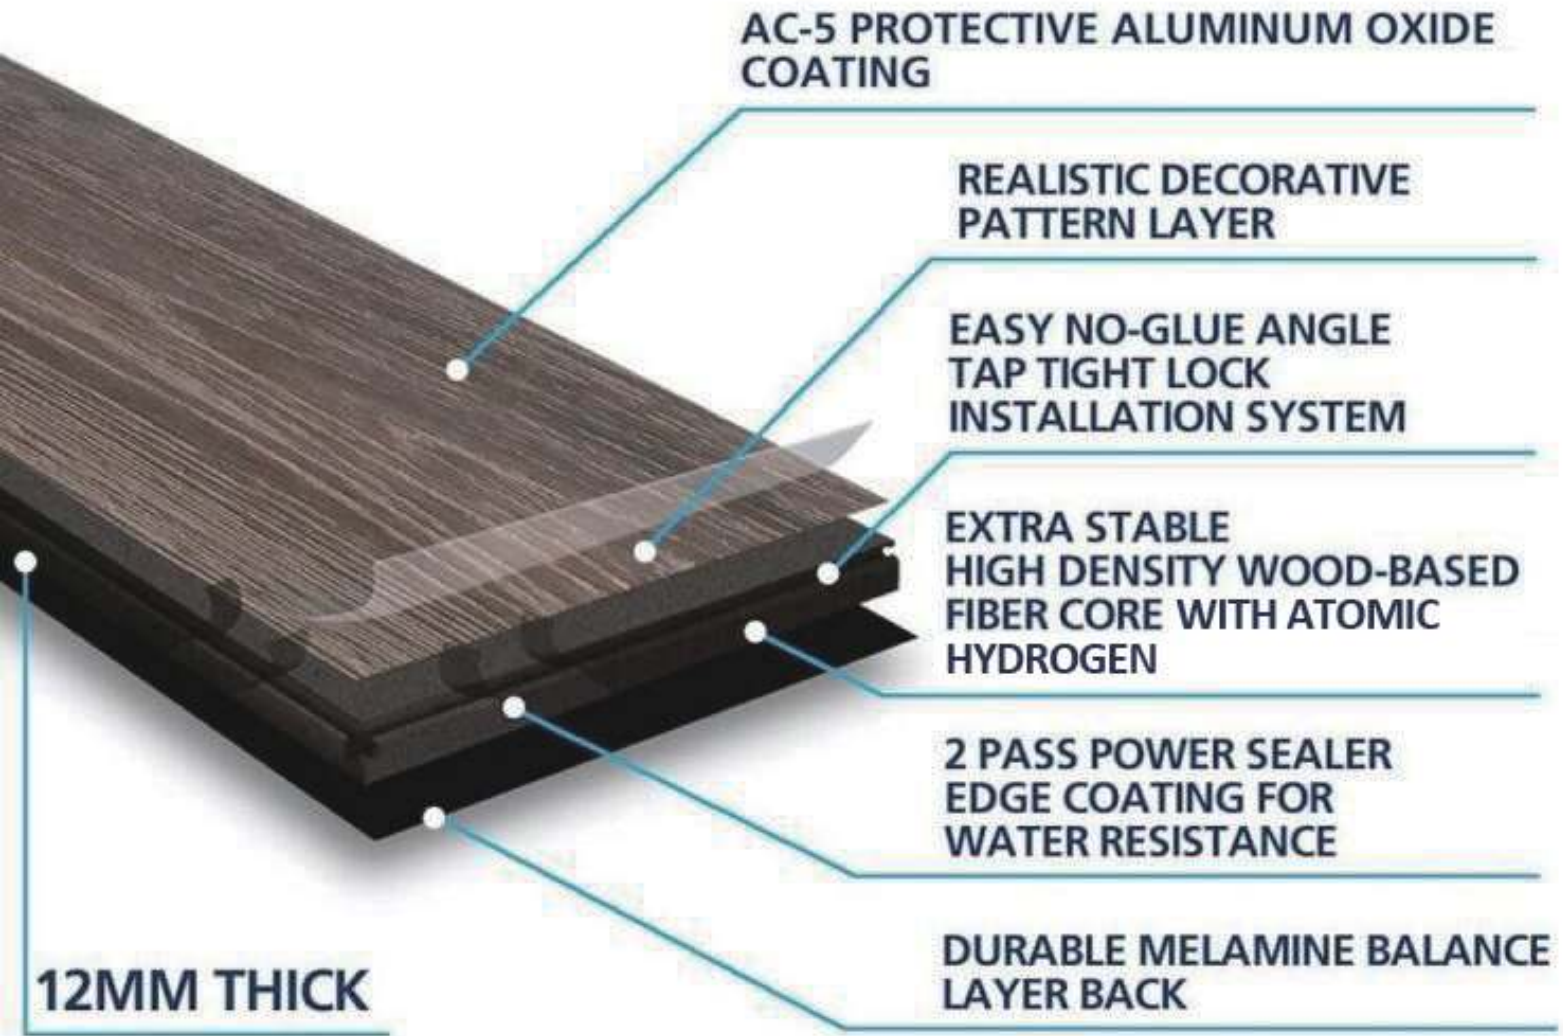 AC-5 PROTECTIVE ALUMINUM OXIDE
COATING
REALISTIC DECORATIVE
PATTERN LAYER
EASY NO-GLUE ANGLE
TAP TIGHT LOCK
INSTALLATION SYSTEM
EXTRA STABLE
HIGH DENSITY WOOD-BASED
FIBER CORE WITH ATOMIC
HYDROGEN
2 PASS POWER SEALER
EDGE COATING FOR
WATER RESISTANCE
DURABLE MELAMINE BALANCE
LAYER BACK
12MM THICK